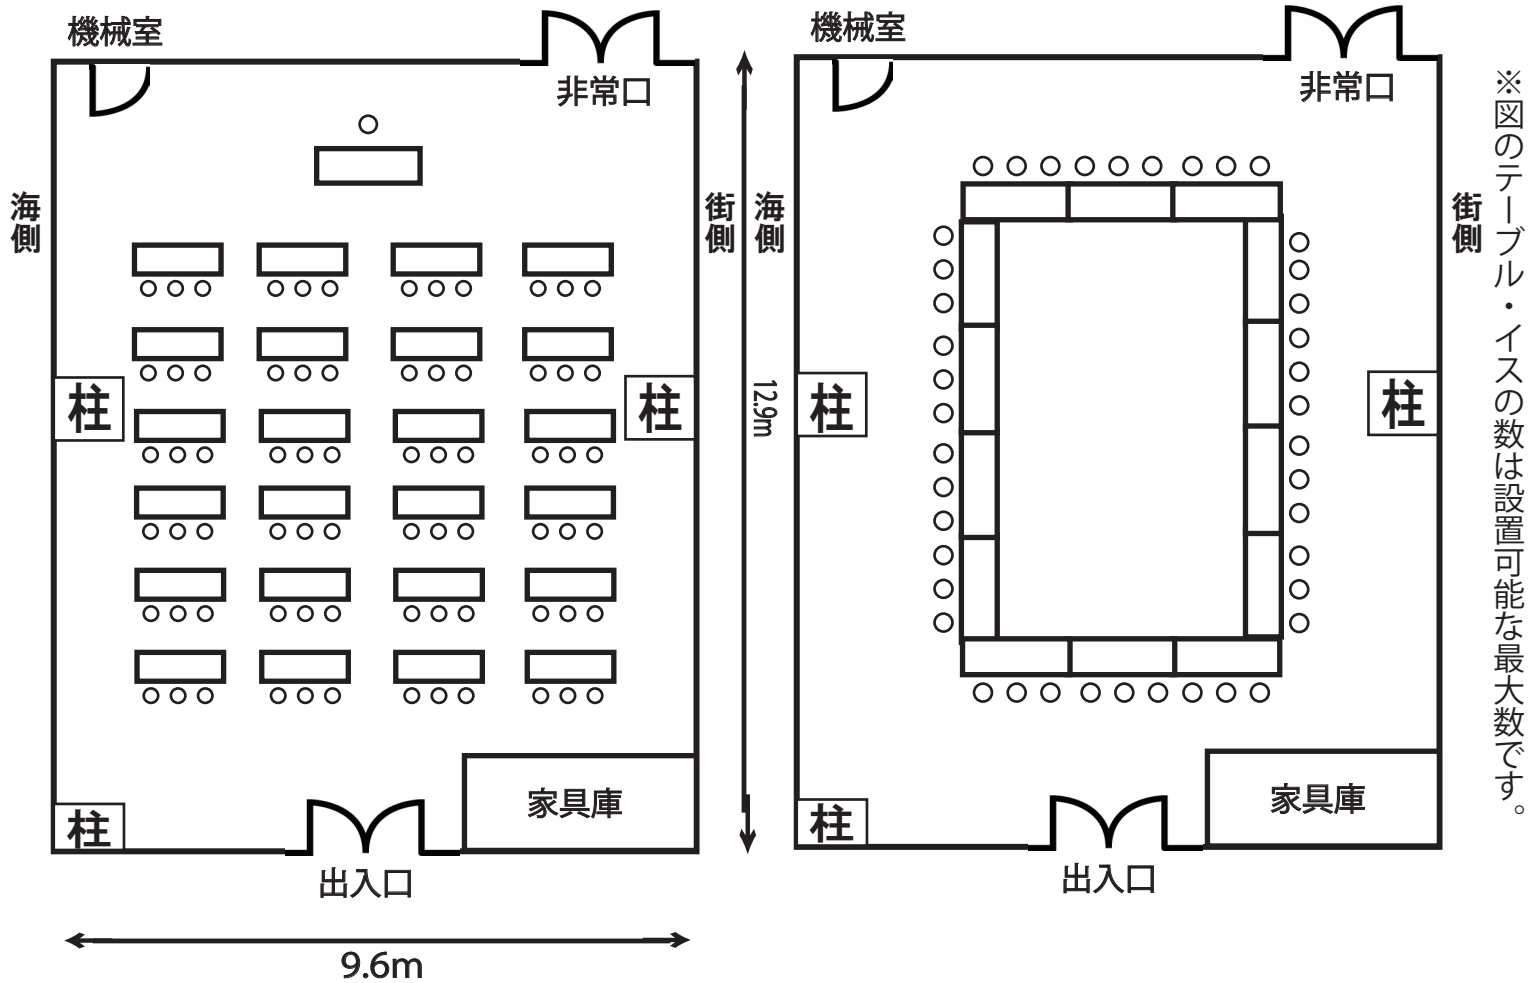 機械室
非常口
海側
街側
柱
柱
柱
家具庫
出入口
9.6m
12.9m
機械室
非常口
海側
街側
柱
柱
柱
家具庫
出入口
※図のテーブル・イスの数は設置可能な最大数です。